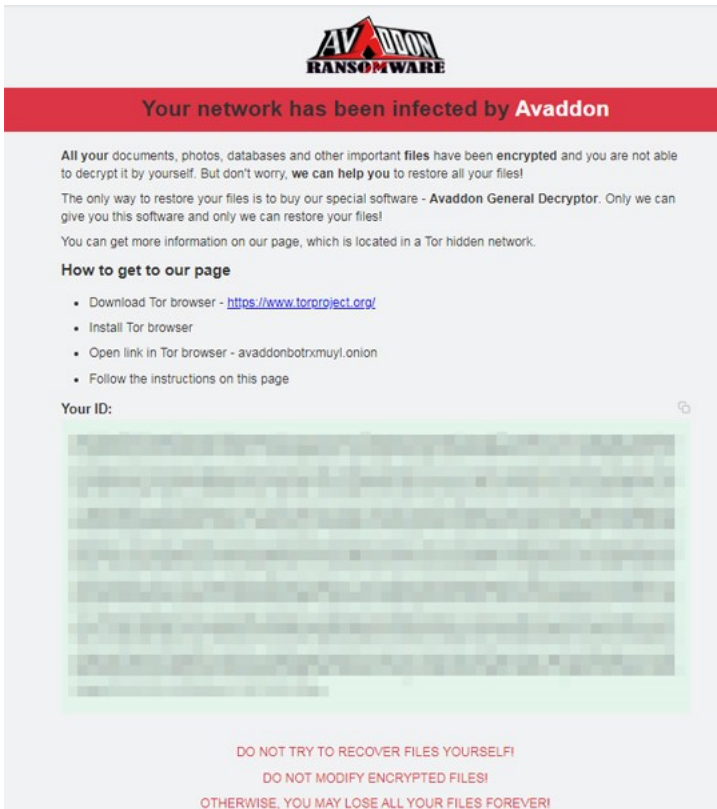 AVADDON
RANSOMWARE
Your network has been infected by Avaddon
All your documents, photos, databases and other important files have been encrypted and you are not able
to decrypt it by yourself. But don't worry, we can help you to restore all your files!
The only way to restore your files is to buy our special software - Avaddon General Decryptor. Only we can
give you this software and only we can restore your files!
You can get more information on our page, which is located in a Tor hidden network.
How to get to our page
Download Tor browser - https://www.torproject.org/
Install Tor browser
Open link in Tor browser - avaddonbotrxmuyl.onion
Follow the instructions on this page
Your ID:
DO NOT TRY TO RECOVER FILES YOURSELF!
DO NOT MODIFY ENCRYPTED FILES!
OTHERWISE, YOU MAY LOSE ALL YOUR FILES FOREVER!